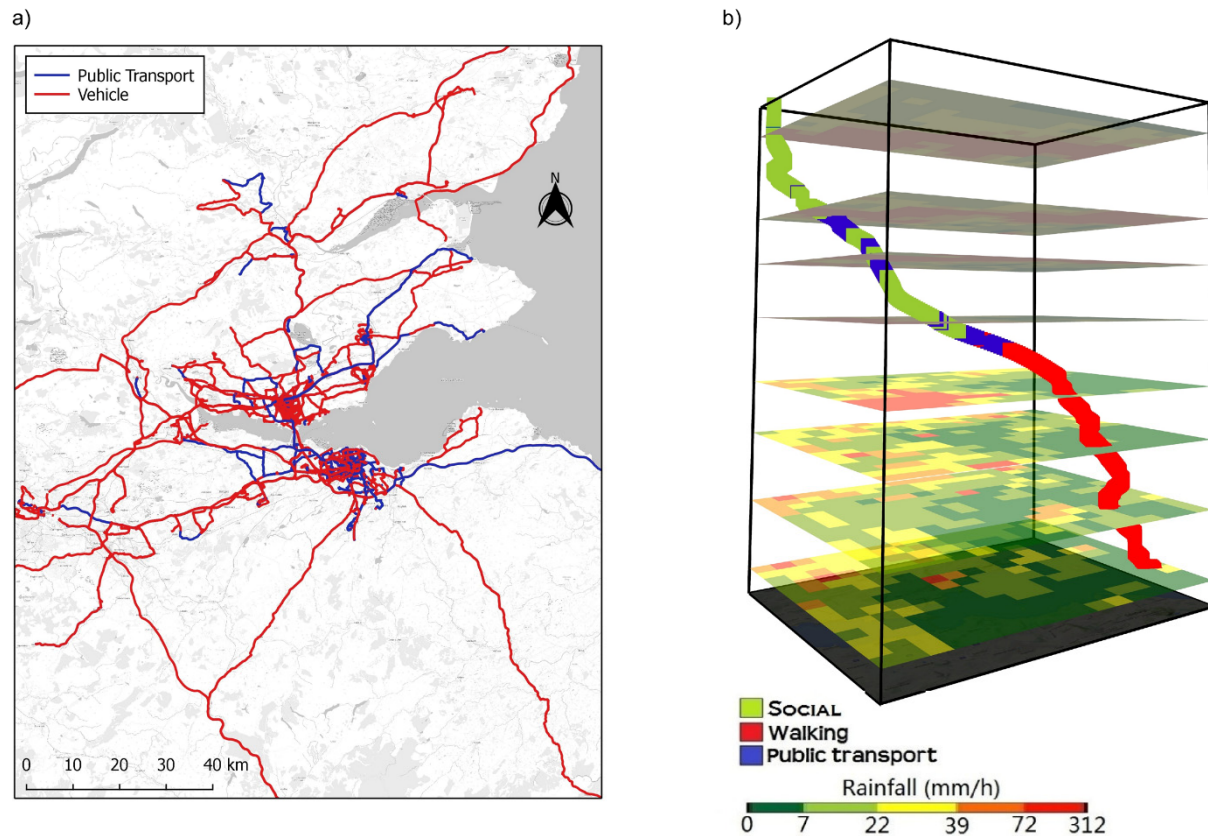 a)
b)
Public Transport
Vehicle
N
0 10 20 30 40 km
SOCIAL
Walking
Public transport
Rainfall (mm/h)
0 7 22 39 72 312